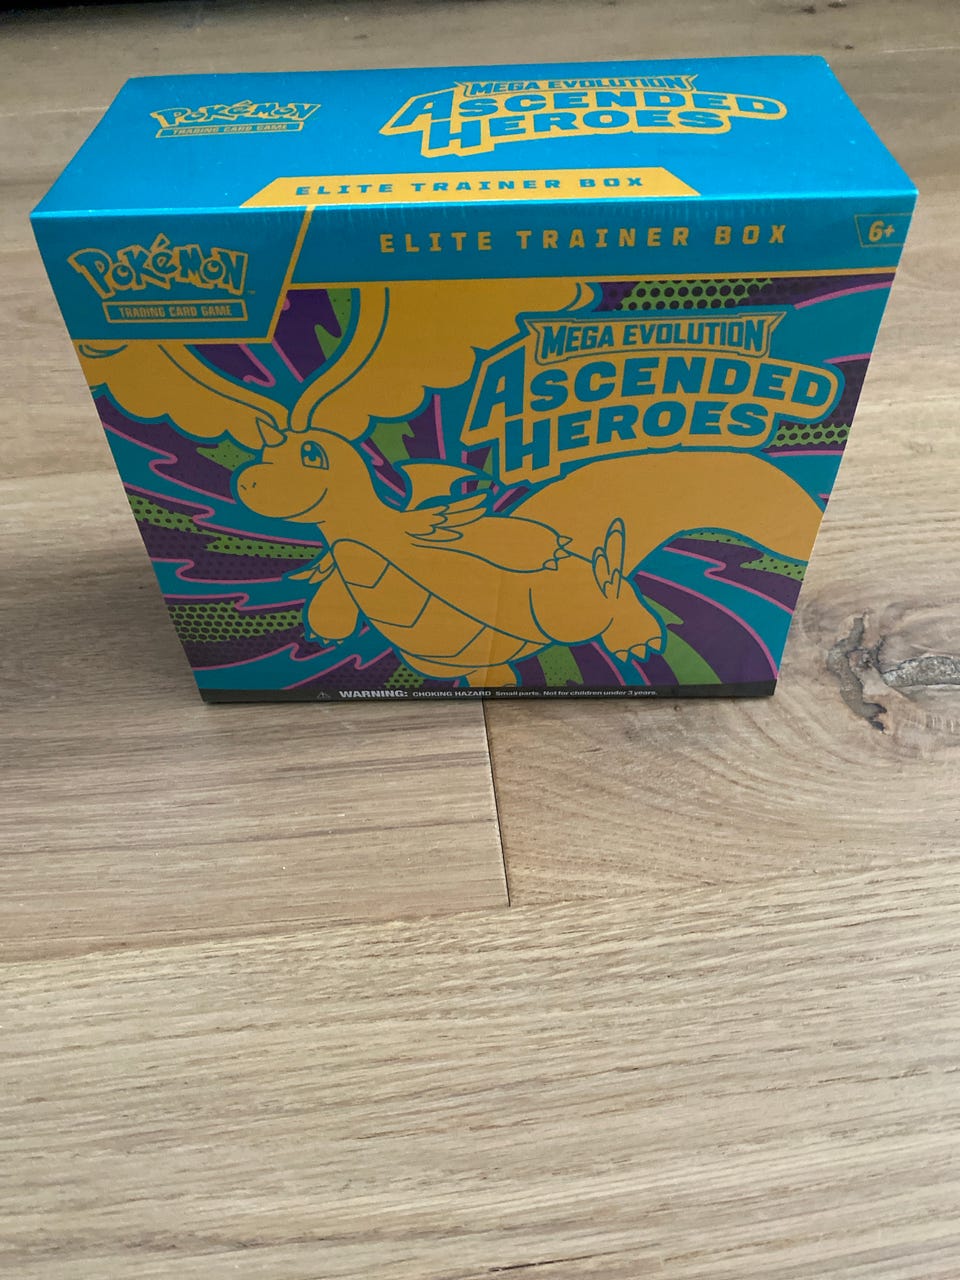 POKéMON
TRADING CARD GAME
MEGA EVOLUTION
ASCENDED
HEROES
ELITE TRAINER BOX
POKéMON
TRADING CARD GAME
ELITE TRAINER BOX
6+
MEGA EVOLUTION
ASCENDED
HEROES
WARNING: CHOKING HAZARD Small parts. Not for children under 3 years.